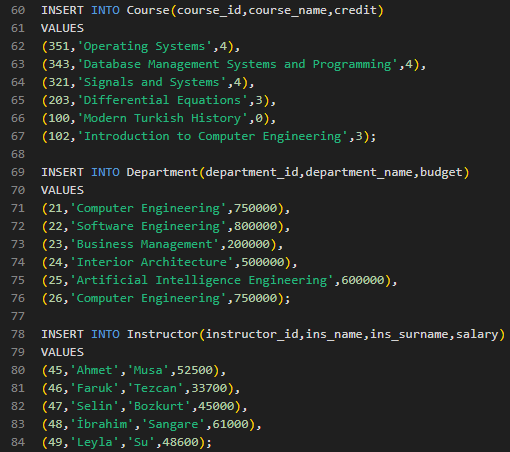 60 INSERT INTO Course(course_id,course_name,credit)
61 VALUES
62 (351,'Operating Systems',4),
63 (343,'Database Management Systems and Programming',4),
64 (321,'Signals and Systems',4),
65 (203,'Differential Equations',3),
66 (100,'Modern Turkish History',0),
67 (102,'Introduction to Computer Engineering',3);
68
69 INSERT INTO Department(department_id,department_name,budget)
70 VALUES
71 (21,'Computer Engineering',750000),
72 (22,'Software Engineering',800000),
73 (23,'Business Management',200000),
74 (24,'Interior Architecture',500000),
75 (25,'Artificial Intelligence Engineering',600000),
76 (26,'Computer Engineering',750000);
77
78 INSERT INTO Instructor(instructor_id,ins_name,ins_surname,salary)
79 VALUES
80 (45,'Ahmet','Musa',52500),
81 (46,'Faruk','Tezcan',33700),
82 (47,'Selin','Bozkurt',45000),
83 (48,'İbrahim','Sangare',61000),
84 (49,'Leyla','Su',48600);